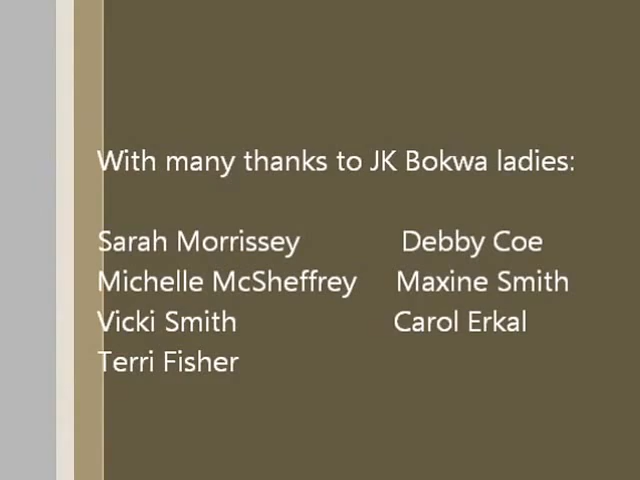 With many thanks to JK Bokwa ladies:
Sarah Morrissey Debby Coe
Michelle McSheffrey Maxine Smith
Vicki Smith Carol Erkal
Terri Fisher